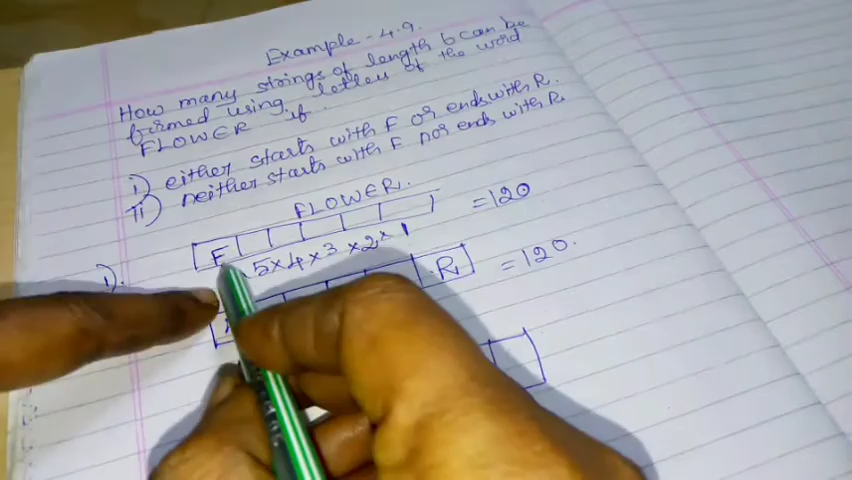 Example - 4.9.
How many strings of length 6 can be
formed using letters of the word
FLOWER if
i) either starts with F or ends with R.
ii) neither starts with F nor ends with R.
FLOWER.
i). F = 120
5×4×3×2×1
R = 120.